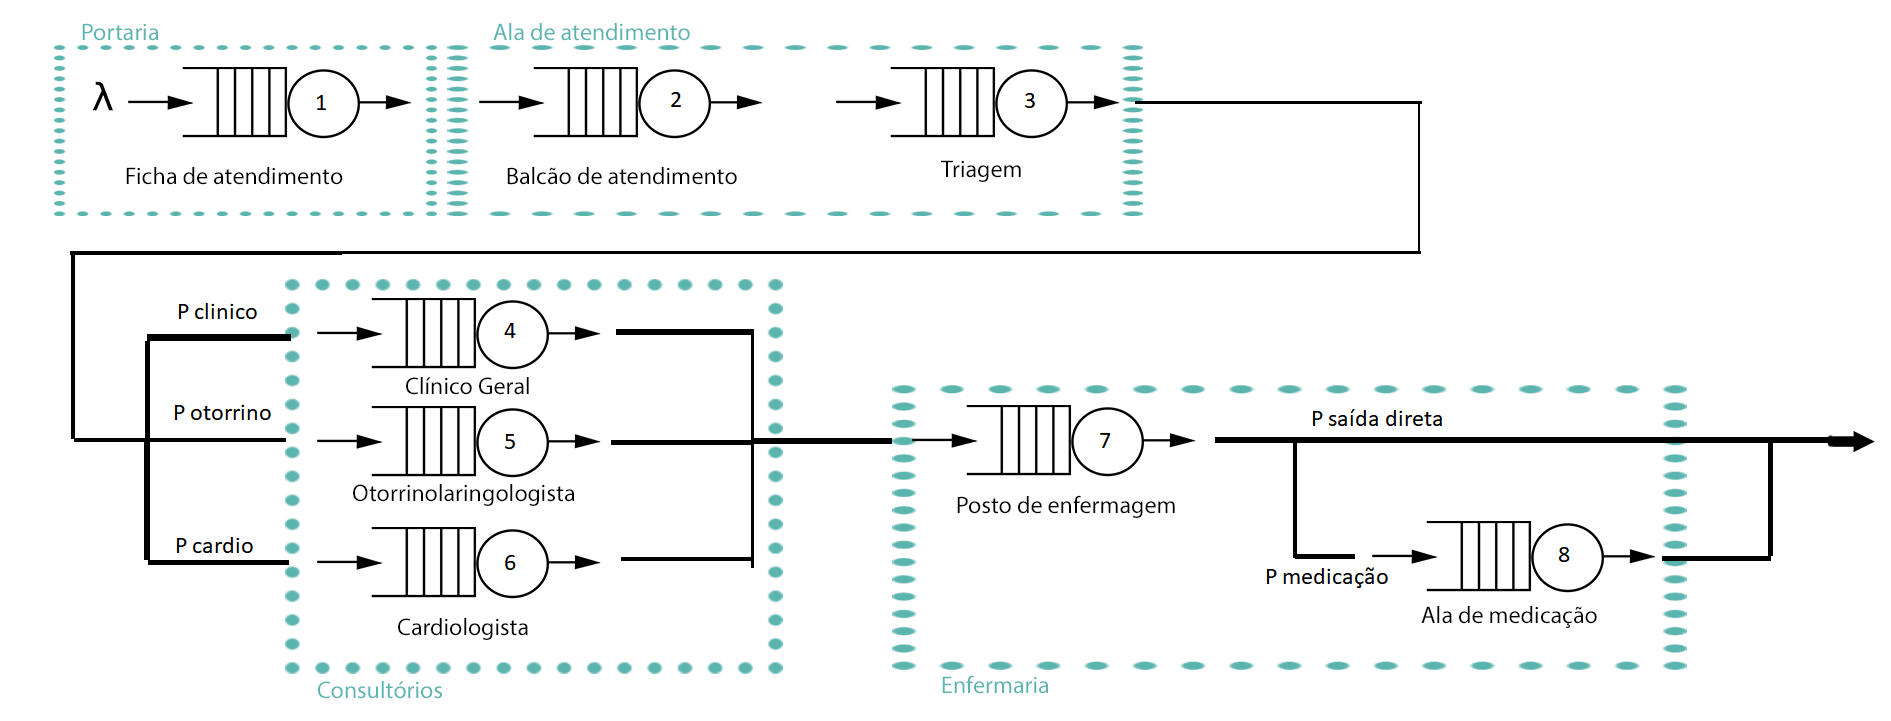 Portaria
Ala de atendimento
λ
1
2
3
Ficha de atendimento
Balcão de atendimento
Triagem
P clinico
4
Clínico Geral
P otorrino
5
Otorrinolaringologista
P cardio
6
Cardiologista
Consultórios
7
Posto de enfermagem
P saída direta
P medicação
8
Ala de medicação
Enfermaria